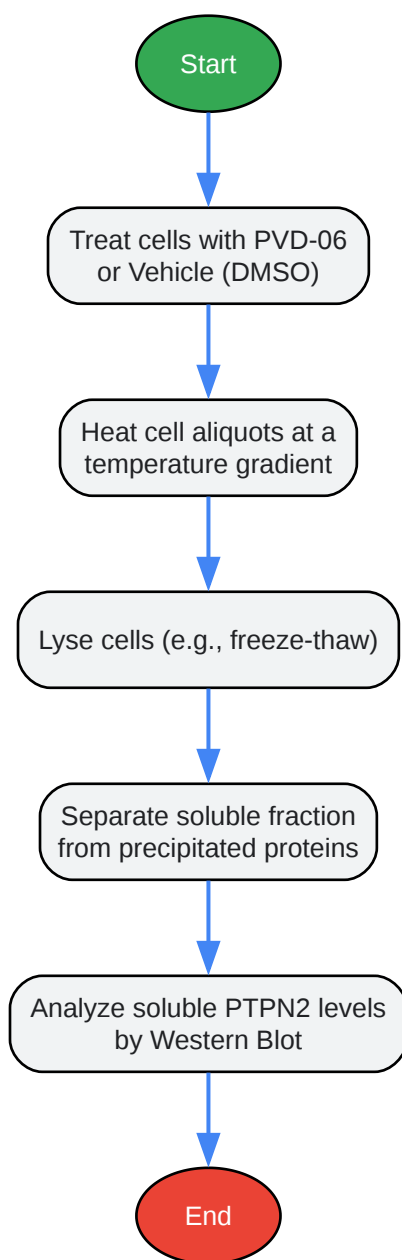 Start
Treat cells with PVD-06
or Vehicle (DMSO)
Heat cell aliquots at a
temperature gradient
Lyse cells (e.g., freeze-thaw)
Separate soluble fraction
from precipitated proteins
Analyze soluble PTPN2 levels
by Western Blot
End